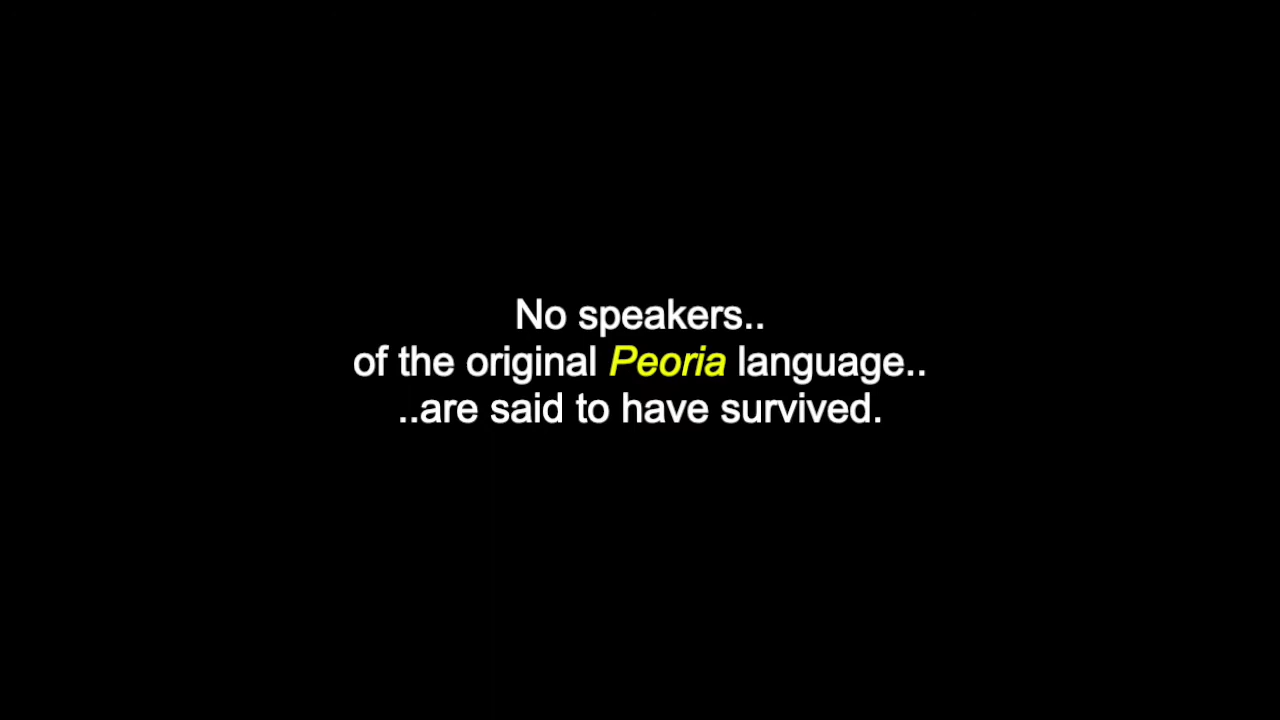 No speakers..
of the original Peoria language..
..are said to have survived.